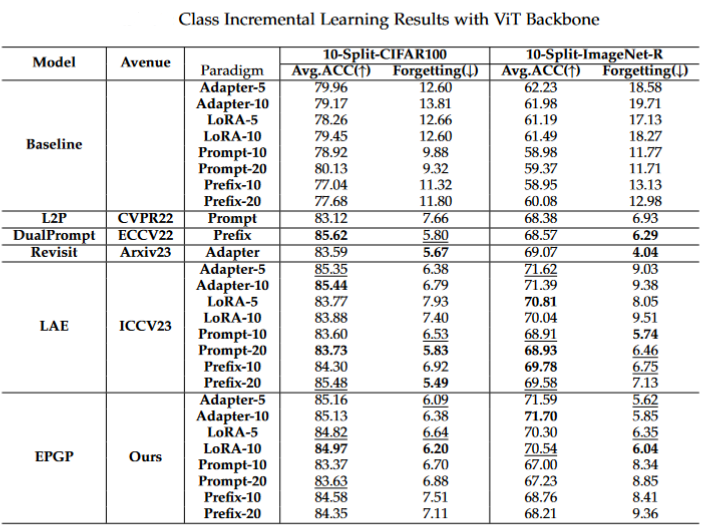 Class Incremental Learning Results with ViT Backbone
Model Avenue Paradigm 10-Split-CIFAR100 10-Split-ImageNet-R
Avg.ACC(↑) Forgetting(↓) Avg.ACC(↑) Forgetting(↓)
Baseline
Adapter-5 79.96 12.60 62.23 18.58
Adapter-10 79.17 13.81 61.98 19.71
LoRA-5 78.26 12.66 61.19 17.13
LoRA-10 79.45 12.60 61.49 18.27
Prompt-10 78.92 9.88 58.98 11.77
Prompt-20 80.13 9.32 59.37 11.71
Prefix-10 77.04 11.32 58.95 13.13
Prefix-20 77.68 11.80 60.08 12.98
L2P CVPR22 Prompt 83.12 7.66 68.38 6.93
DualPrompt ECCV22 Prefix 85.62 5.80 68.57 6.29
Revisit Arxiv23 Adapter 83.59 5.67 69.07 4.04
LAE ICCV23
Adapter-5 85.35 6.38 71.62 9.03
Adapter-10 85.44 6.79 71.39 9.38
LoRA-5 83.77 7.93 70.81 8.05
LoRA-10 83.88 7.40 70.04 9.51
Prompt-10 83.60 6.53 68.91 5.74
Prompt-20 83.73 5.83 68.93 6.46
Prefix-10 84.30 6.92 69.78 6.75
Prefix-20 85.48 5.49 69.58 7.13
EPGP Ours
Adapter-5 85.16 6.09 71.59 5.62
Adapter-10 85.13 6.38 71.70 5.85
LoRA-5 84.82 6.64 70.30 6.35
LoRA-10 84.97 6.20 70.54 6.04
Prompt-10 83.37 6.70 67.00 8.34
Prompt-20 83.63 6.88 67.23 8.85
Prefix-10 84.58 7.51 68.76 8.41
Prefix-20 84.35 7.11 68.21 9.36